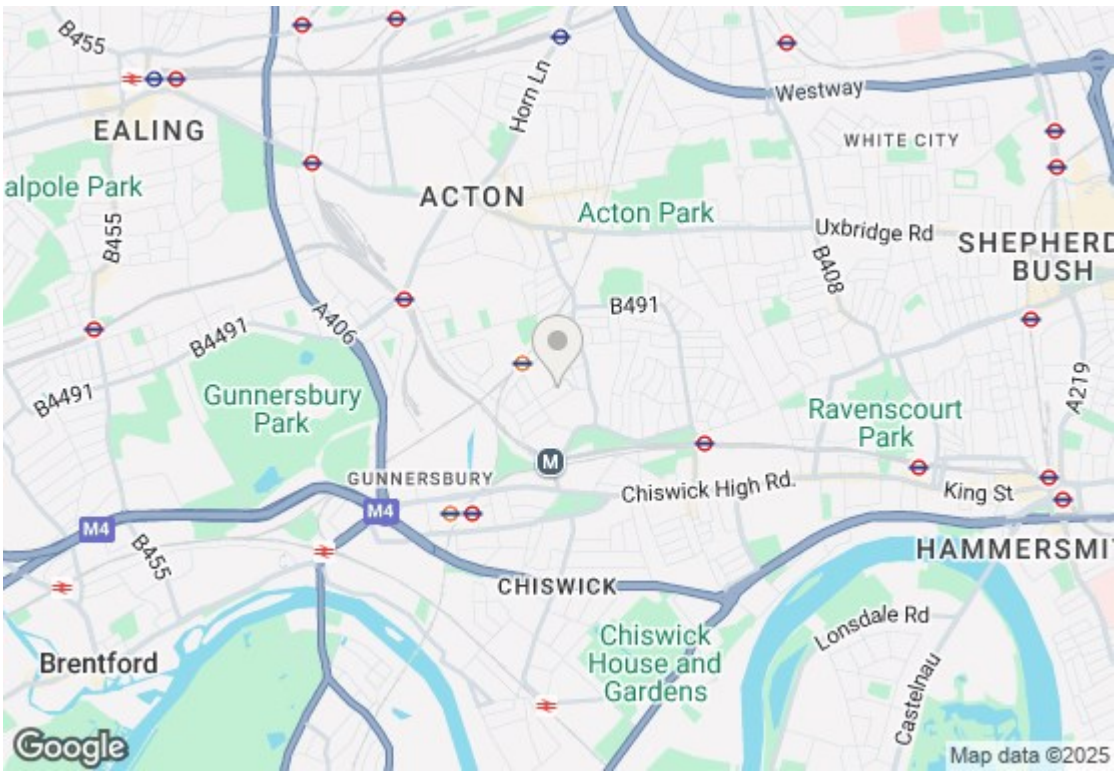 B455
Horn Ln
Westway
EALING
WHITE CITY
alpole Park
ACTON
Acton Park
Uxbridge Rd
B455
SHEPHERD
BUSH
B408
A406
B491
B4491
B4491
Gunnersbury
Park
A219
Ravenscourt
Park
M
GUNNERSBURY
Chiswick High Rd.
King St
M4
M4
B455
HAMMERSMI
CHISWICK
Lonsdale Rd
Chiswick
House and
Gardens
Brentford
Castelnau
Google
Map data ©2025